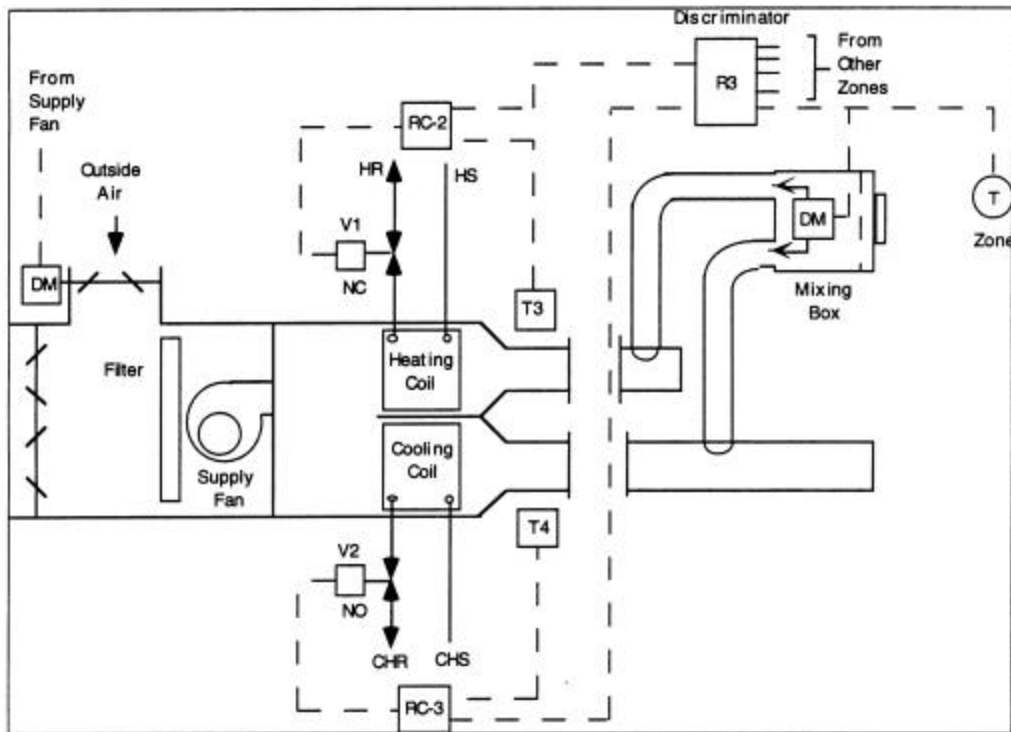 Discriminator
From
Supply
Fan
R3
From
Other
Zones
RC-2
Outside
Air
HR
HS
V1
DM
T
Zone
DM
NC
T3
Mixing
Box
Filter
Heating
Coil
Cooling
Coil
Supply
Fan
T4
V2
NO
CHR
CHS
RC-3